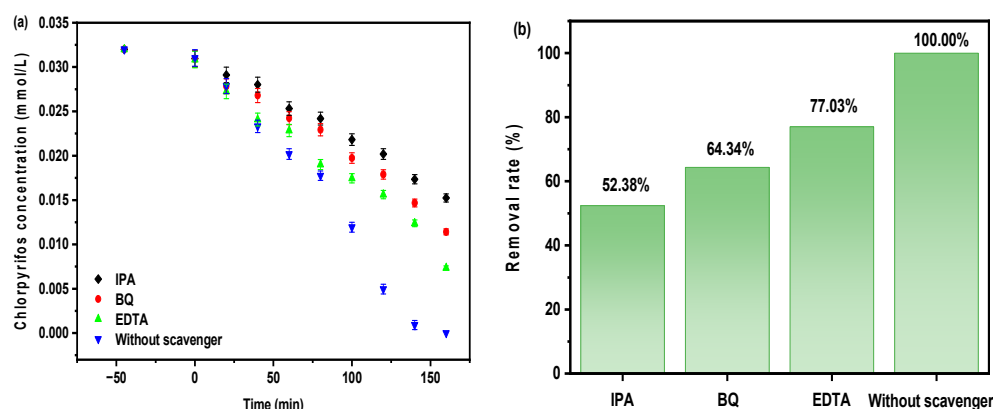 (a)
Chlorpyrifos concentration (mmol/L)
0.035
0.030
0.025
0.020
0.015
0.010
0.005
0.000
IPA
BQ
EDTA
Without scavenger
−50
0
50
100
150
Time (min)
(b)
Removal rate (%)
100
80
60
40
20
0
52.38%
64.34%
77.03%
100.00%
IPA
BQ
EDTA
Without scavenger